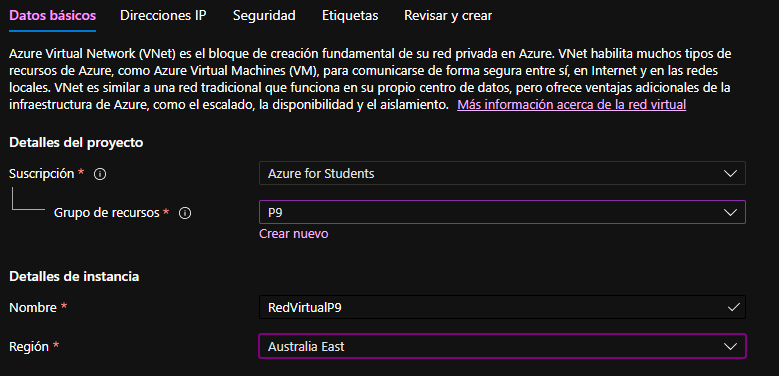 Datos básicos Direcciones IP Seguridad Etiquetas Revisar y crear
Azure Virtual Network (VNet) es el bloque de creación fundamental de su red privada en Azure. VNet habilita muchos tipos de
recursos de Azure, como Azure Virtual Machines (VM), para comunicarse de forma segura entre sí, en Internet y en las redes
locales. VNet es similar a una red tradicional que funciona en su propio centro de datos, pero ofrece ventajas adicionales de la
infraestructura de Azure, como el escalado, la disponibilidad y el aislamiento. Más información acerca de la red virtual
Detalles del proyecto
Suscripción * Azure for Students
Grupo de recursos * P9
Crear nuevo
Detalles de instancia
Nombre * RedVirtualP9
Región * Australia East